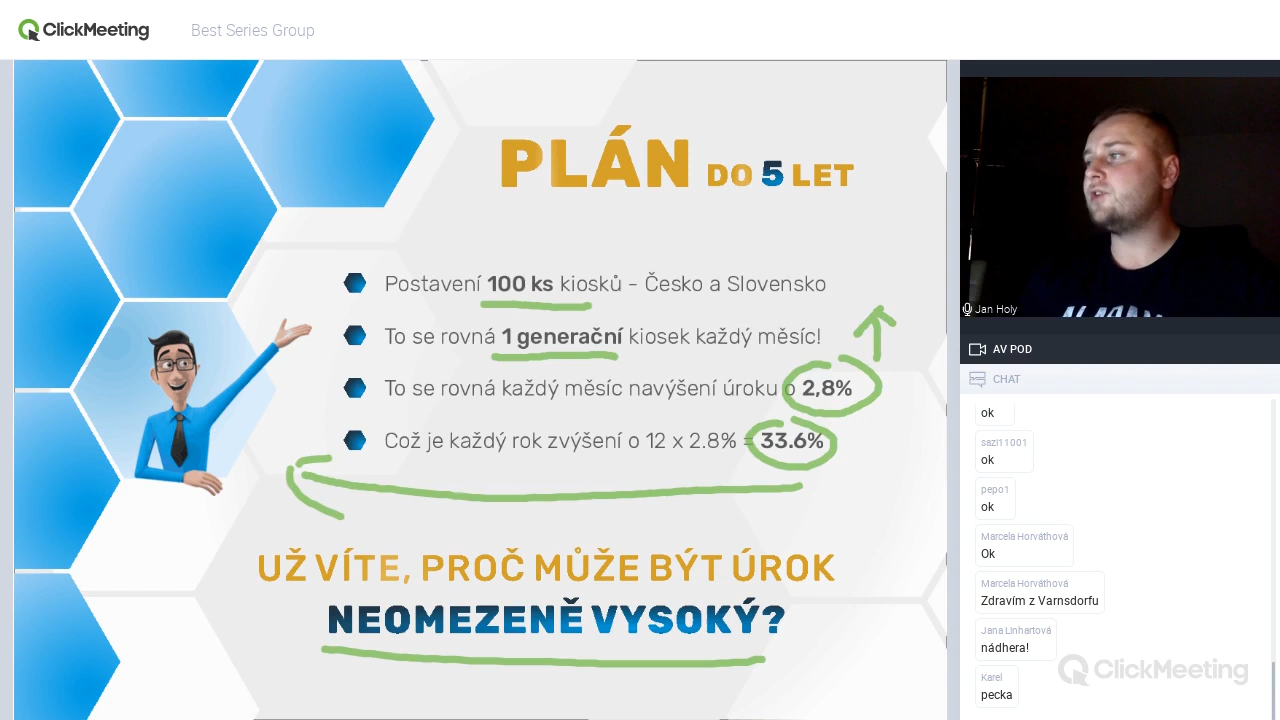 ClickMeeting
Best Series Group
PLÁN DO 5 LET
Postavení 100 ks kiosků - Česko a Slovensko
To se rovná 1 generační kiosek každý měsíc!
To se rovná každý měsíc navýšení úroku o 2,8%
Což je každý rok zvýšení o 12 x 2.8% = 33.6%
UŽ VÍTE, PROČ MŮŽE BÝT ÚROK
NEOMEZENĚ VYSOKÝ?
Jan Holy
AV POD
CHAT
ok
sazi11001
ok
pepo1
ok
Marcela Horváthová
Ok
Marcela Horváthová
Zdravím z Varnsdorfu
Jana Linhartová
nádhera!
Karel
pecka
ClickMeeting